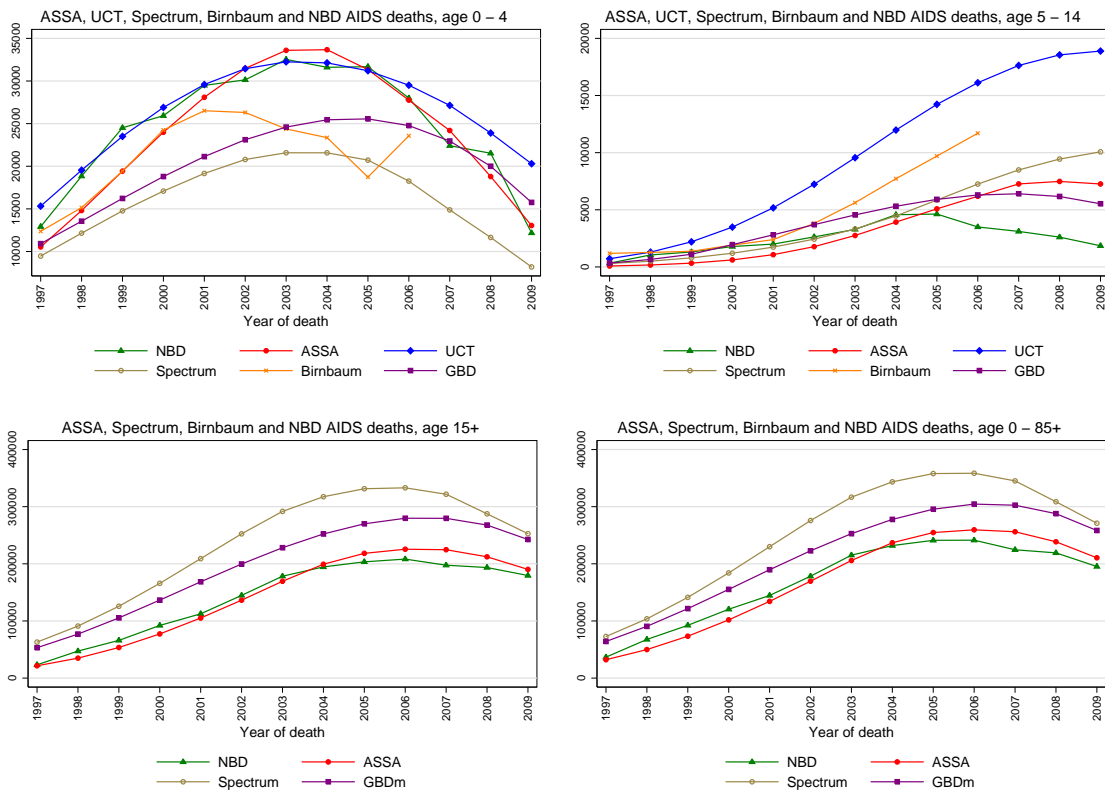 ASSA, UCT, Spectrum, Birnbaum and NBD AIDS deaths, age 0 – 4
35000
30000
25000
20000
15000
10000
1997 1998 1999 2000 2001 2002 2003 2004 2005 2006 2007 2008 2009
Year of death
NBD ASSA UCT
Spectrum Birnbaum GBD
ASSA, UCT, Spectrum, Birnbaum and NBD AIDS deaths, age 5 – 14
20000
15000
10000
5000
0
1997 1998 1999 2000 2001 2002 2003 2004 2005 2006 2007 2008 2009
Year of death
NBD ASSA UCT
Spectrum Birnbaum GBD
ASSA, Spectrum, Birnbaum and NBD AIDS deaths, age 15+
400000
300000
200000
100000
0
1997 1998 1999 2000 2001 2002 2003 2004 2005 2006 2007 2008 2009
Year of death
NBD ASSA
Spectrum GBDm
ASSA, Spectrum, Birnbaum and NBD AIDS deaths, age 0 – 85+
400000
300000
200000
100000
0
1997 1998 1999 2000 2001 2002 2003 2004 2005 2006 2007 2008 2009
Year of death
NBD ASSA
Spectrum GBDm